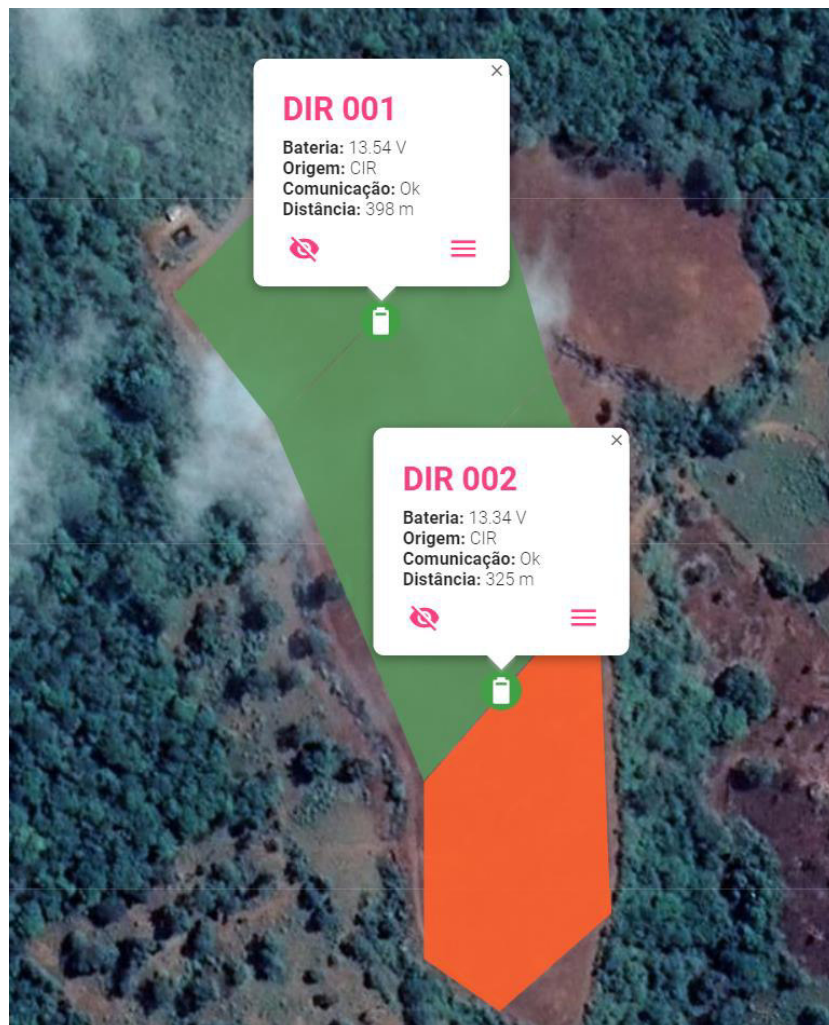 DIR 001
Bateria: 13.54 V
Origem: CIR
Comunicação: Ok
Distância: 398 m
DIR 002
Bateria: 13.34 V
Origem: CIR
Comunicação: Ok
Distância: 325 m